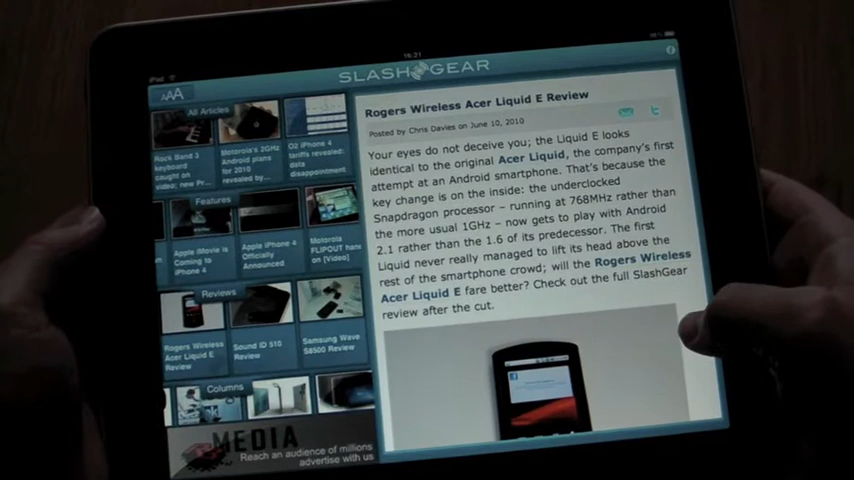 iPad
16:21
SLASH GEAR
AAA
All Articles
Rock Band 3
keyboard
caught on
video; new Pr...
Motorola's 2GHz
Android plans
for 2010
revealed by...
O2 iPhone 4
tariffs revealed:
data
disappointment
Features
Apple iMovie is
Coming to
iPhone 4
Apple iPhone 4
Officially
Announced
Motorola
FLIPOUT hands
on [Video]
Reviews
Rogers Wireless
Acer Liquid E
Review
Sound ID 510
Review
Samsung Wave
S8500 Review
Columns
MEDIA
Reach an audience of millions
advertise with us
Rogers Wireless Acer Liquid E Review
Posted by Chris Davies on June 10, 2010
Your eyes do not deceive you; the Liquid E looks
identical to the original Acer Liquid, the company's first
attempt at an Android smartphone. That's because the
key change is on the inside: the underclocked
Snapdragon processor – running at 768MHz rather than
the more usual 1GHz – now gets to play with Android
2.1 rather than the 1.6 of its predecessor. The first
Liquid never really managed to lift its head above the
rest of the smartphone crowd; will the Rogers Wireless
Acer Liquid E fare better? Check out the full SlashGear
review after the cut.